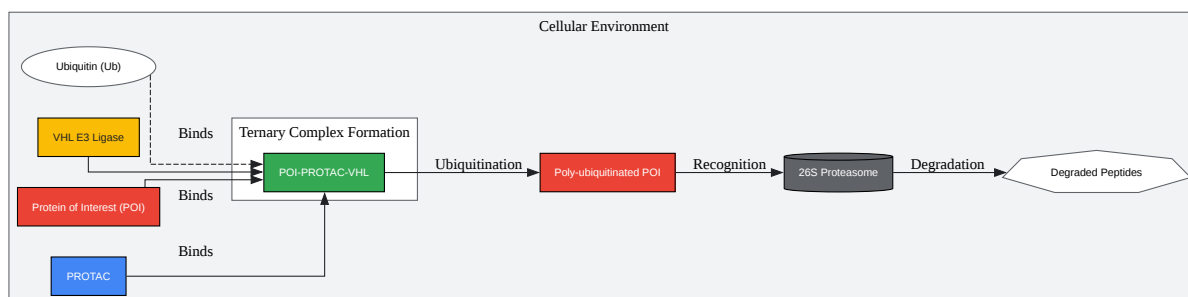 Cellular Environment
Ubiquitin (Ub)
VHL E3 Ligase
Binds
Ternary Complex Formation
POI-PROTAC-VHL
Ubiquitination
Poly-ubiquitinated POI
Recognition
26S Proteasome
Degradation
Degraded Peptides
Protein of Interest (POI)
Binds
Binds
PROTAC